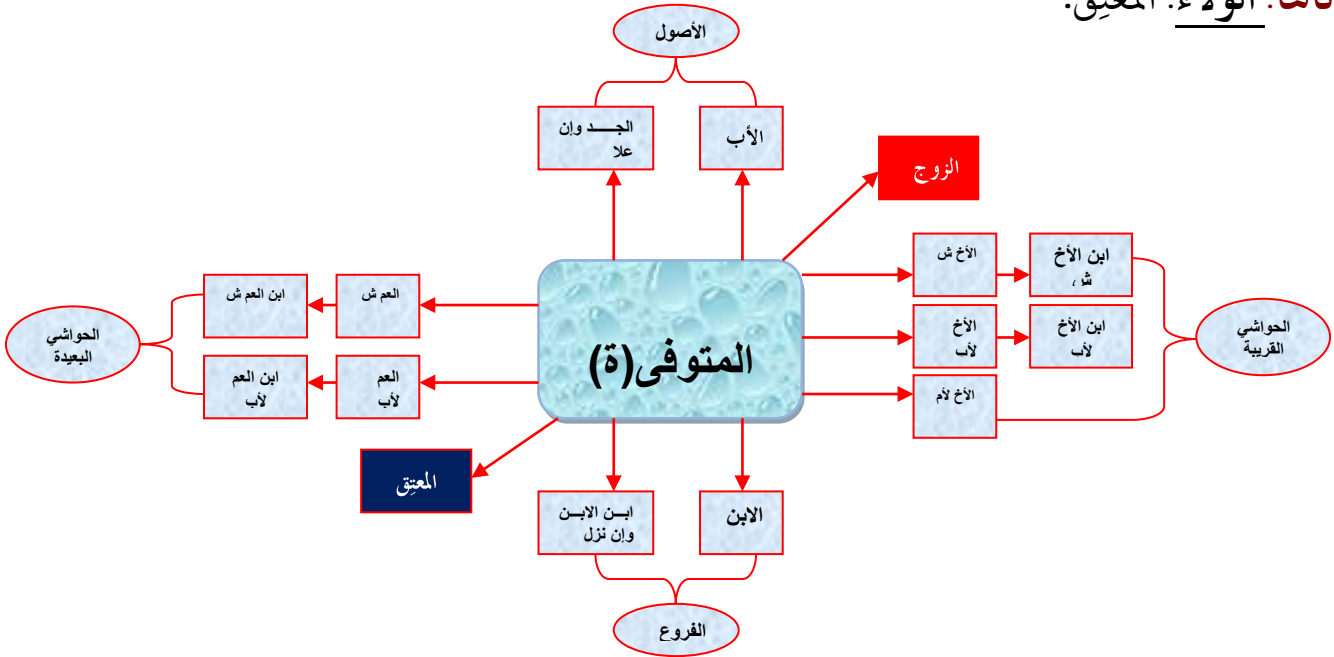 الولاء: المعتِق.
الأصول
الجـــــد وإن
علا
الأب
الزوج
الأخ ش
ابن الأخ
ش
العم ش
ابن العم ش
الحواشي
البعيدة
المتوفى(ة)
الأخ
لأب
ابن الأخ
لأب
الحواشي
القريبة
العم
لأب
ابن العم
لأب
الأخ لأم
المعتِق
ابـــن الابـــن
وإن نزل
الابن
الفروع